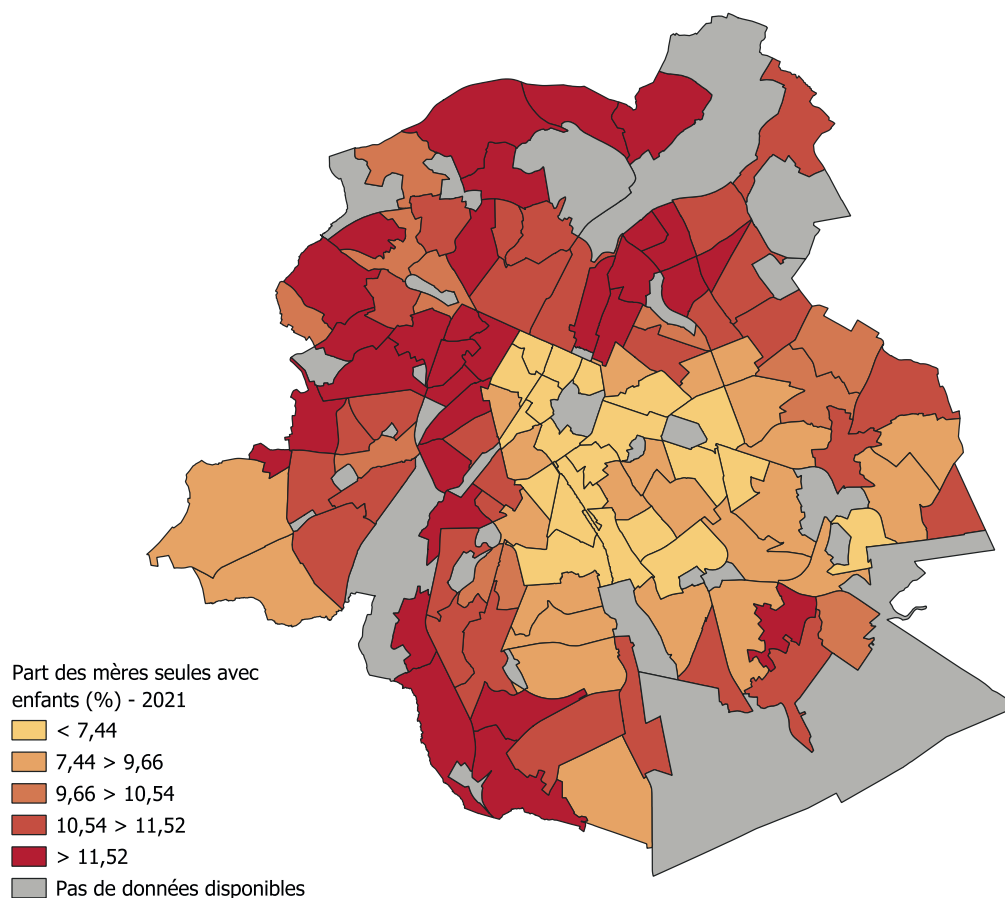 Part des mères seules avec
enfants (%) - 2021
< 7,44
7,44 > 9,66
9,66 > 10,54
10,54 > 11,52
> 11,52
Pas de données disponibles